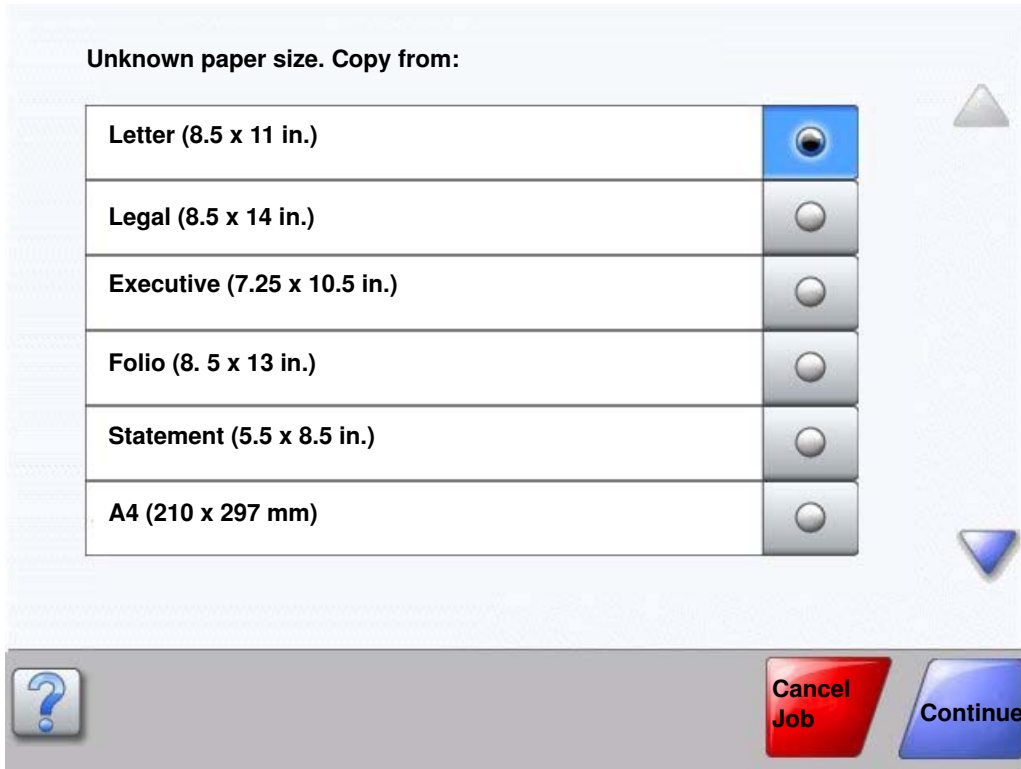 Unknown paper size. Copy from:
Letter (8.5 x 11 in.)
Legal (8.5 x 14 in.)
Executive (7.25 x 10.5 in.)
Folio (8. 5 x 13 in.)
Statement (5.5 x 8.5 in.)
A4 (210 x 297 mm)
?
Cancel
Job
Continue